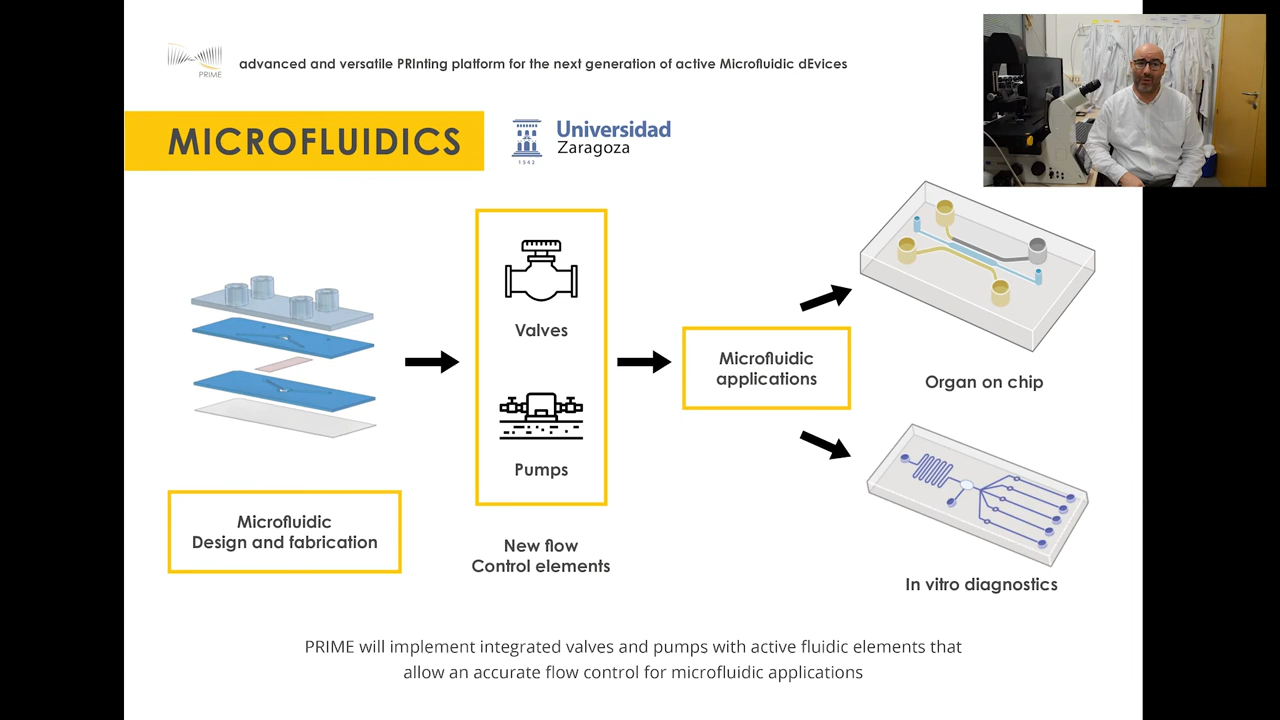 PRIME
advanced and versatile PRInting platform for the next generation of active Microfluidic dEvices
MICROFLUIDICS
Universidad
Zaragoza
1542
Valves
Pumps
Microfluidic
Design and fabrication
New flow
Control elements
Microfluidic
applications
Organ on chip
In vitro diagnostics
PRIME will implement integrated valves and pumps with active fluidic elements that
allow an accurate flow control for microfluidic applications